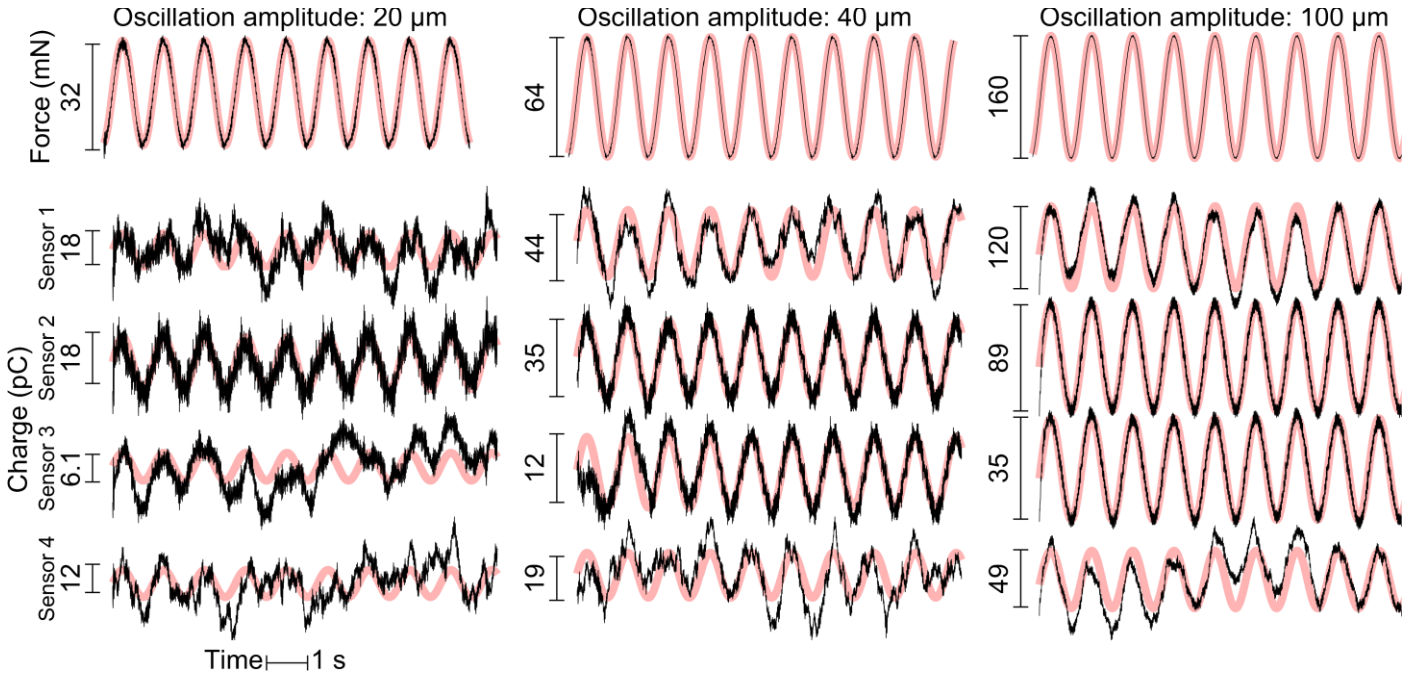 Oscillation amplitude: 20 µm
Oscillation amplitude: 40 µm
Oscillation amplitude: 100 µm
Force (mN)
32
64
160
Charge (pC)
Sensor 1
18
44
120
Sensor 2
18
35
89
Sensor 3
6.1
12
35
Sensor 4
12
19
49
Time 1 s